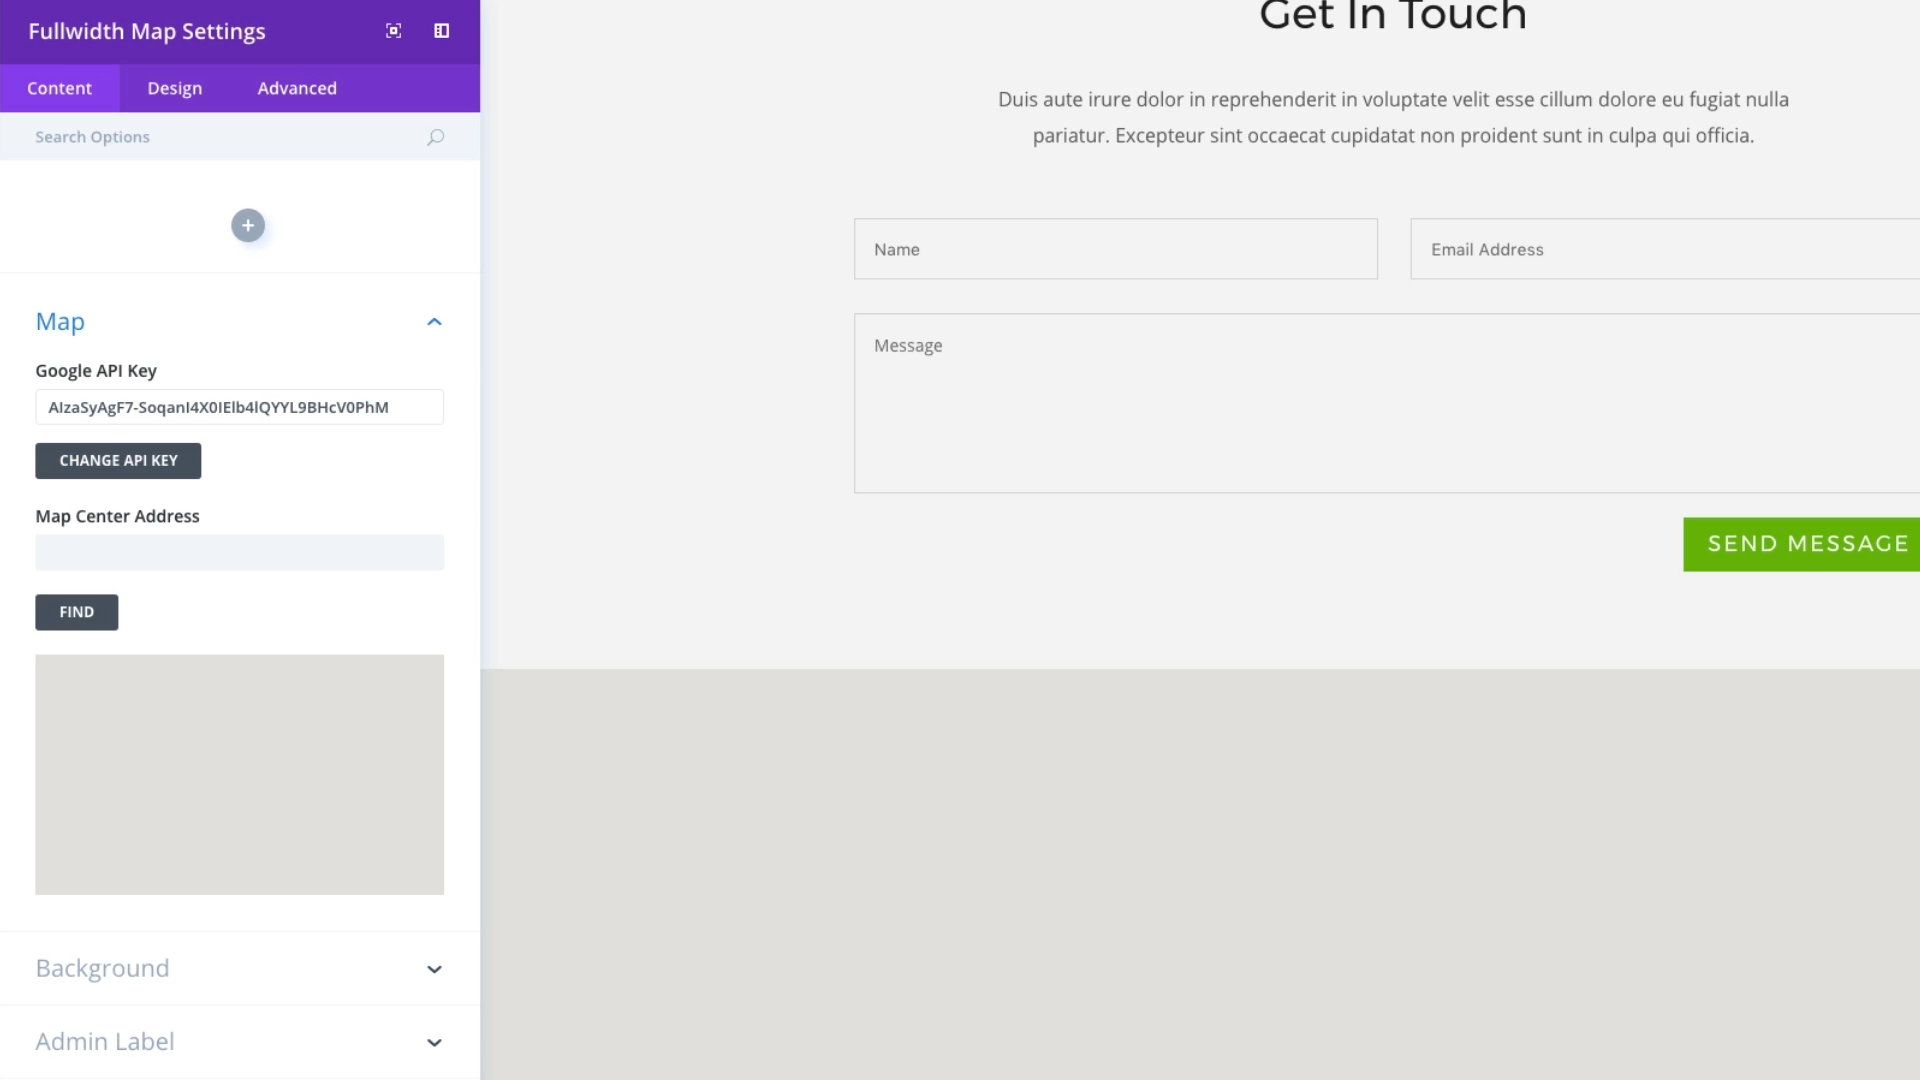 Fullwidth Map Settings
Content Design Advanced
Search Options
Map
Google API Key
AIzaSyAgF7-SoqanI4X0IElb4lQYYL9BHcV0PhM
CHANGE API KEY
Map Center Address
FIND
Background
Admin Label
Get In Touch
Duis aute irure dolor in reprehenderit in voluptate velit esse cillum dolore eu fugiat nulla
pariatur. Excepteur sint occaecat cupidatat non proident sunt in culpa qui officia.
Name
Email Address
Message
SEND MESSAGE